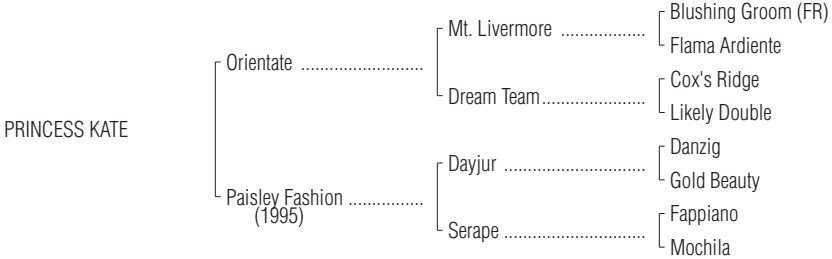 Blushing Groom (FR)
Mt. Livermore ....................
Flama Ardiente
Orientate ........................
Cox's Ridge
Dream Team.....................
Likely Double
PRINCESS KATE
Danzig
Dayjur ............................
Gold Beauty
Paisley Fashion ...............
(1995)
Fappiano
Serape ............................
Mochila